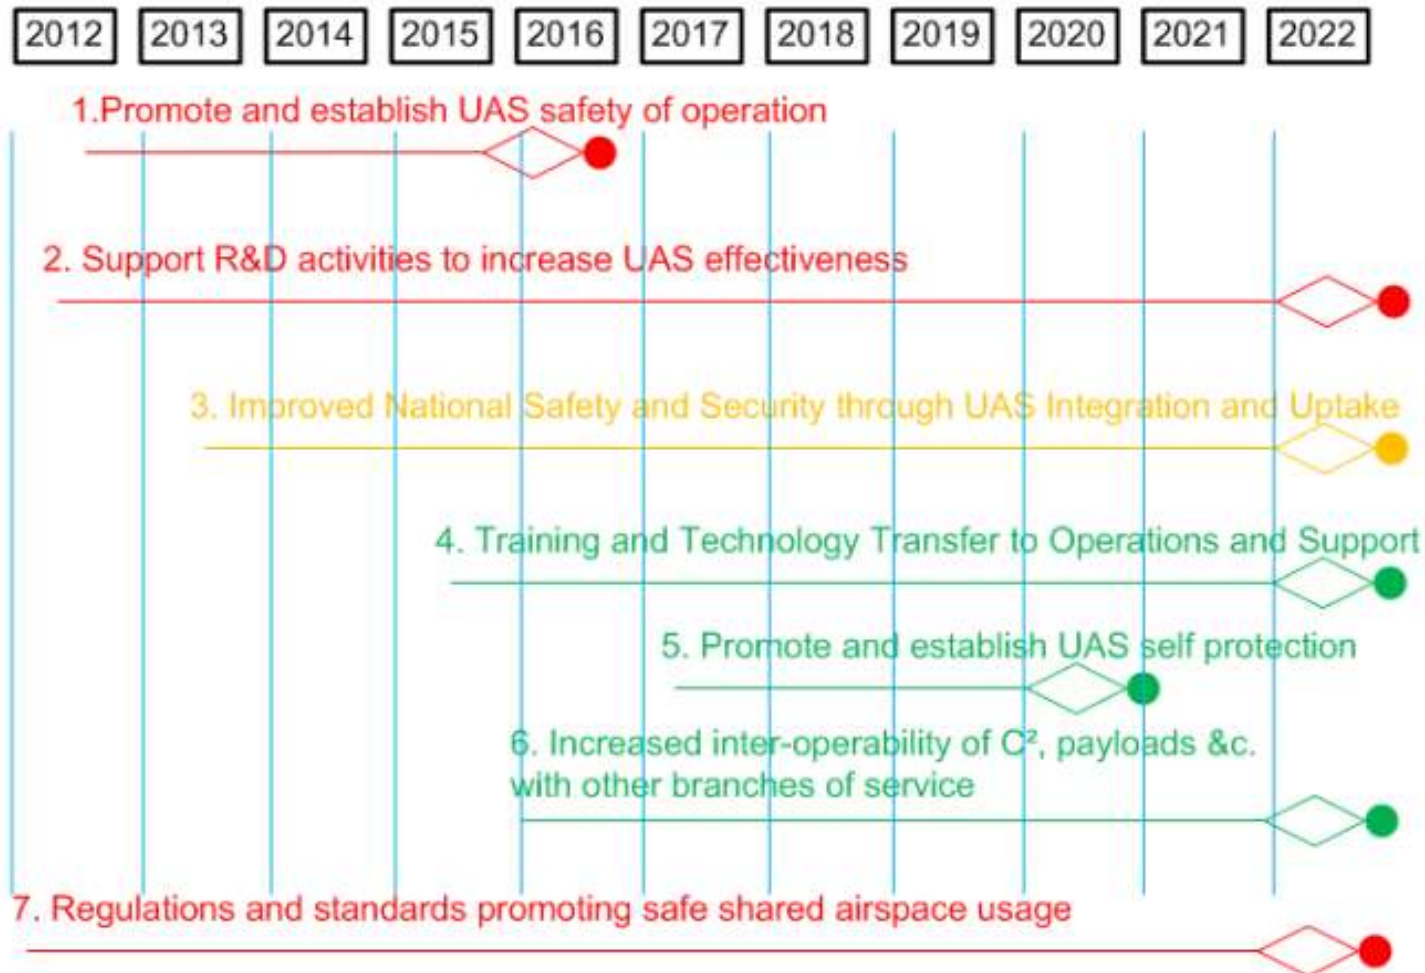 2012 2013 2014 2015 2016 2017 2018 2019 2020 2021 2022
1.Promote and establish UAS safety of operation
2. Support R&D activities to increase UAS effectiveness
3. Improved National Safety and Security through UAS Integration and Uptake
4. Training and Technology Transfer to Operations and Support
5. Promote and establish UAS self protection
6. Increased inter-operability of C², payloads &c.
with other branches of service
7. Regulations and standards promoting safe shared airspace usage